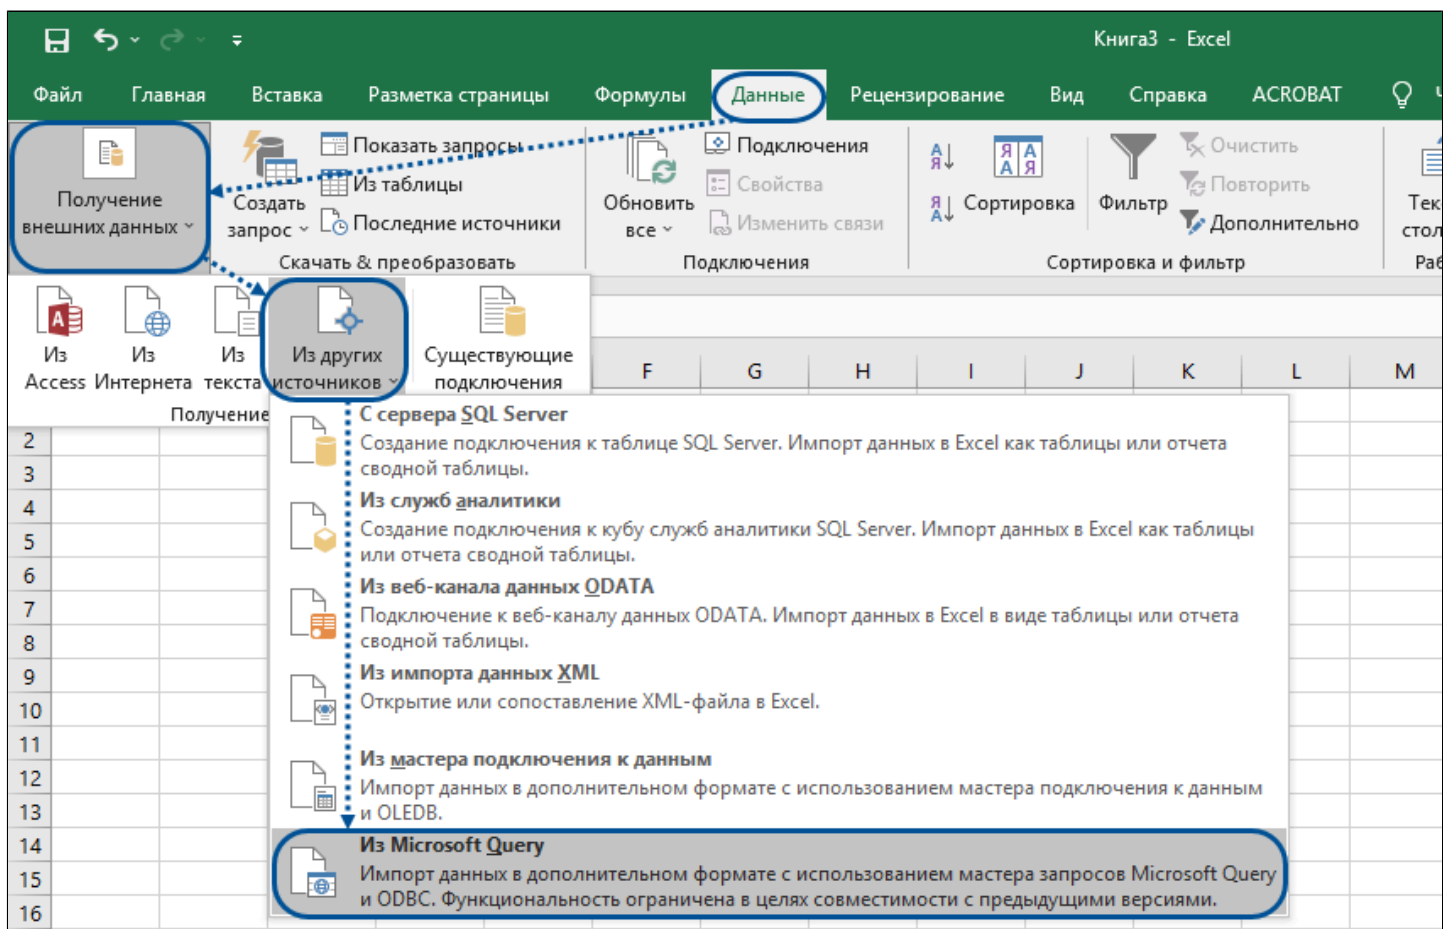 Книга3 - Excel
Файл Главная Вставка Разметка страницы Формулы Данные Рецензирование Вид Справка ACROBAT
Получение
внешних данных
Создать
запрос
Показать запросы
Из таблицы
Последние источники
Скачать & преобразовать
Обновить
все
Подключения
Свойства
Изменить связи
Подключения
Сортировка
Фильтр
Очистить
Повторить
Дополнительно
Сортировка и фильтр
Из
Access
Из
Интернета
Из
текста
Из других
источников
Существующие
подключения
Получение
F G H I J K L M
С сервера SQL Server
Создание подключения к таблице SQL Server. Импорт данных в Excel как таблицы или отчета
сводной таблицы.
Из служб аналитики
Создание подключения к кубу служб аналитики SQL Server. Импорт данных в Excel как таблицы
или отчета сводной таблицы.
Из веб-канала данных ODATA
Подключение к веб-каналу данных ODATA. Импорт данных в Excel в виде таблицы или отчета
сводной таблицы.
Из импорта данных XML
Открытие или сопоставление XML-файла в Excel.
Из мастера подключения к данным
Импорт данных в дополнительном формате с использованием мастера подключения к данным
и OLEDB.
Из Microsoft Query
Импорт данных в дополнительном формате с использованием мастера запросов Microsoft Query
и ODBC. Функциональность ограничена в целях совместимости с предыдущими версиями.
2
3
4
5
6
7
8
9
10
11
12
13
14
15
16